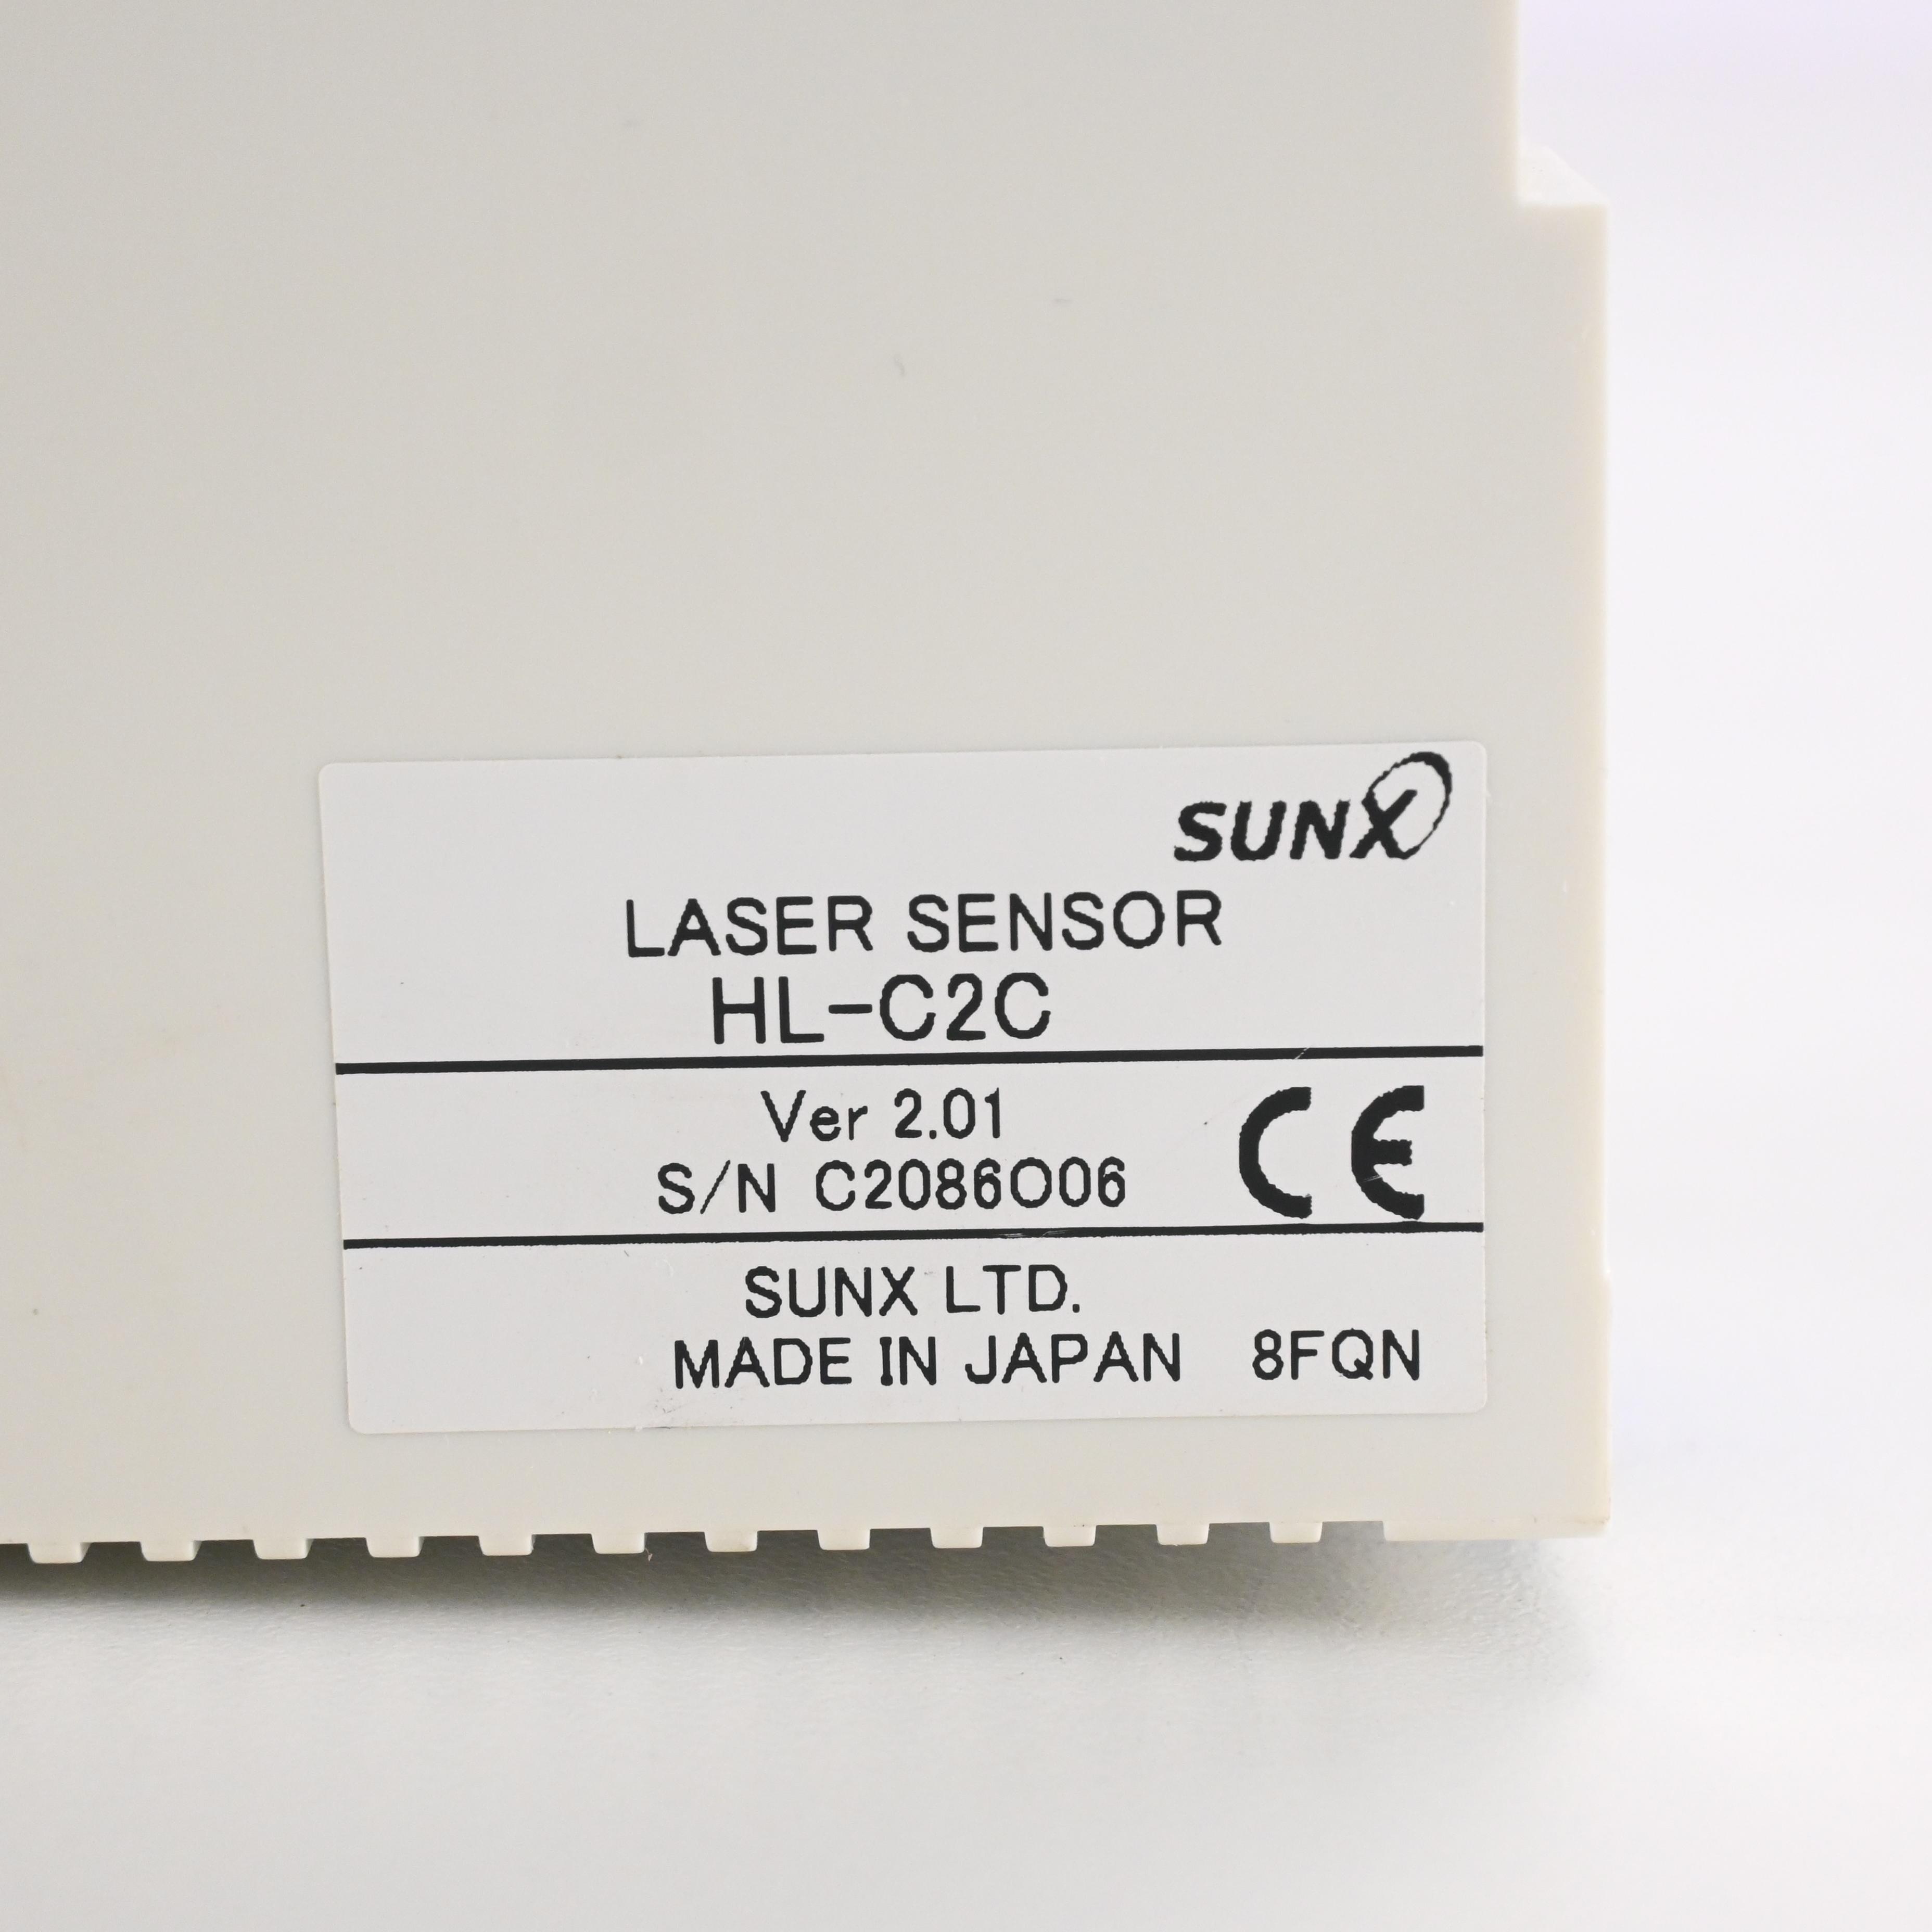 SUNX
LASER SENSOR
HL-C2C
Ver 2.01
S/N C2086O06
CE
SUNX LTD.
MADE IN JAPAN 8FQN